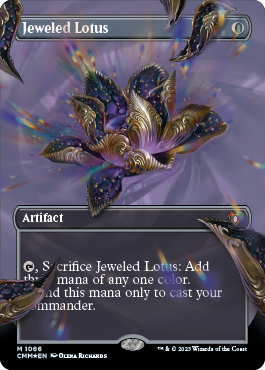 Jeweled Lotus 0
Artifact
, Sacrifice Jeweled Lotus: Add
mana of any one color.
this mana only to cast your
M 1066
CMM★EN Olena Richards
™ & © 2023 Wizards of the Coast